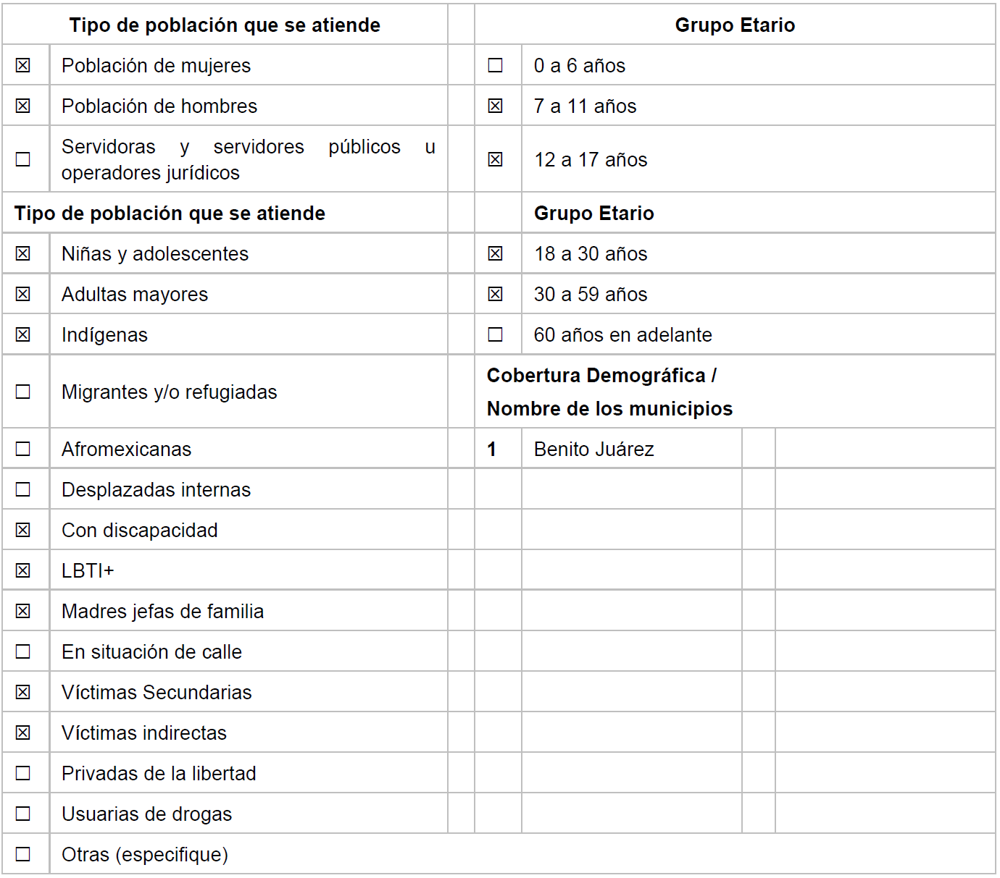 Tipo de población que se atiende Grupo Etario
☒ Población de mujeres ☐ 0 a 6 años
☒ Población de hombres ☒ 7 a 11 años
☐ Servidoras y servidores públicos u
operadores jurídicos ☒ 12 a 17 años
Tipo de población que se atiende Grupo Etario
☒ Niñas y adolescentes ☒ 18 a 30 años
☒ Adultas mayores ☒ 30 a 59 años
☒ Indígenas ☐ 60 años en adelante
☐ Migrantes y/o refugiadas Cobertura Demográfica /
Nombre de los municipios
☐ Afromexicanas 1 Benito Juárez
☐ Desplazadas internas
☒ Con discapacidad
☒ LBTI+
☒ Madres jefas de familia
☐ En situación de calle
☒ Víctimas Secundarias
☒ Víctimas indirectas
☐ Privadas de la libertad
☐ Usuarias de drogas
☐ Otras (especifique)